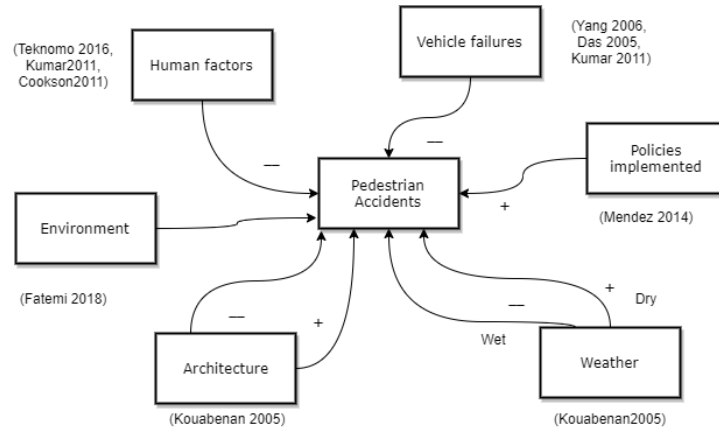 (Teknomo 2016,
Kumar2011,
Cookson2011)
Human factors
Vehicle failures
(Yang 2006,
Das 2005,
Kumar 2011)
—
—
Policies
implemented
Pedestrian
Accidents
+
(Mendez 2014)
Environment
(Fatemi 2018)
—
+
—
+
Dry
Wet
Architecture
Weather
(Kouabenan 2005)
(Kouabenan2005)